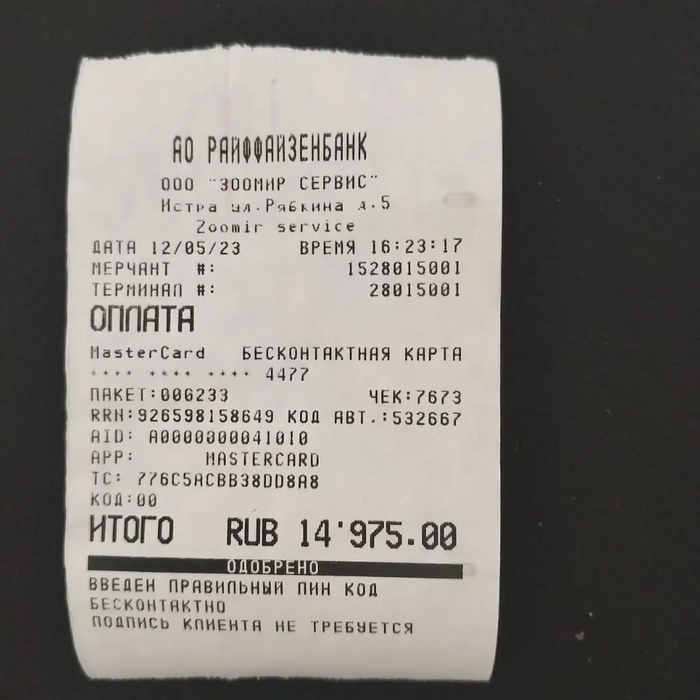 АО РАЙФФАЙЗЕНБАНК
ООО "ЗООМИР СЕРВИС"
Истра ул.Рябкина д.5
Zoomir service
ДАТА 12/05/23 ВРЕМЯ 16:23:17
МЕРЧАНТ #: 1528015001
ТЕРМИНАЛ #: 28015001
ОПЛАТА
MasterCard БЕСКОНТАКТНАЯ КАРТА
**** **** **** 4477
ПАКЕТ:006233 ЧЕК:7673
RRN:926598158649 КОД АВТ.:532667
AID: A0000000041010
APP: MASTERCARD
TC: 776C5ACBB38DD8A8
КОД:00
ИТОГО RUB 14'975.00
ОДОБРЕНО
ВВЕДЕН ПРАВИЛЬНЫЙ ПИН КОД
БЕСКОНТАКТНО
ПОДПИСЬ КЛИЕНТА НЕ ТРЕБУЕТСЯ